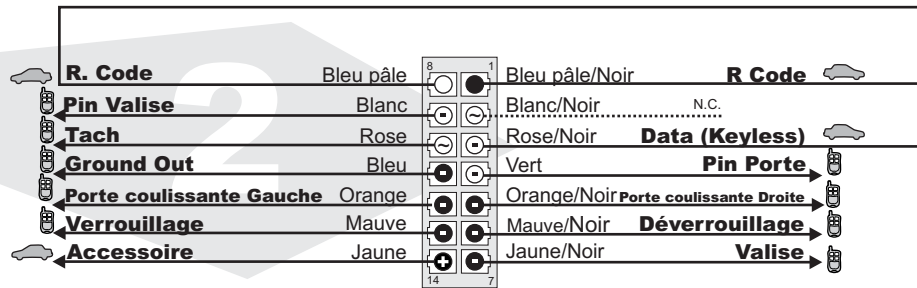 8 1
R. Code Bleu pâle Bleu pâle/Noir R Code
Pin Valise Blanc Blanc/Noir N.C.
Tach Rose Rose/Noir Data (Keyless)
Ground Out Bleu Vert Pin Porte
Porte coulissante Gauche Orange Orange/Noir Porte coulissante Droite
Verrouillage Mauve Mauve/Noir Déverrouillage
Accessoire Jaune Jaune/Noir Valise
14 7
2